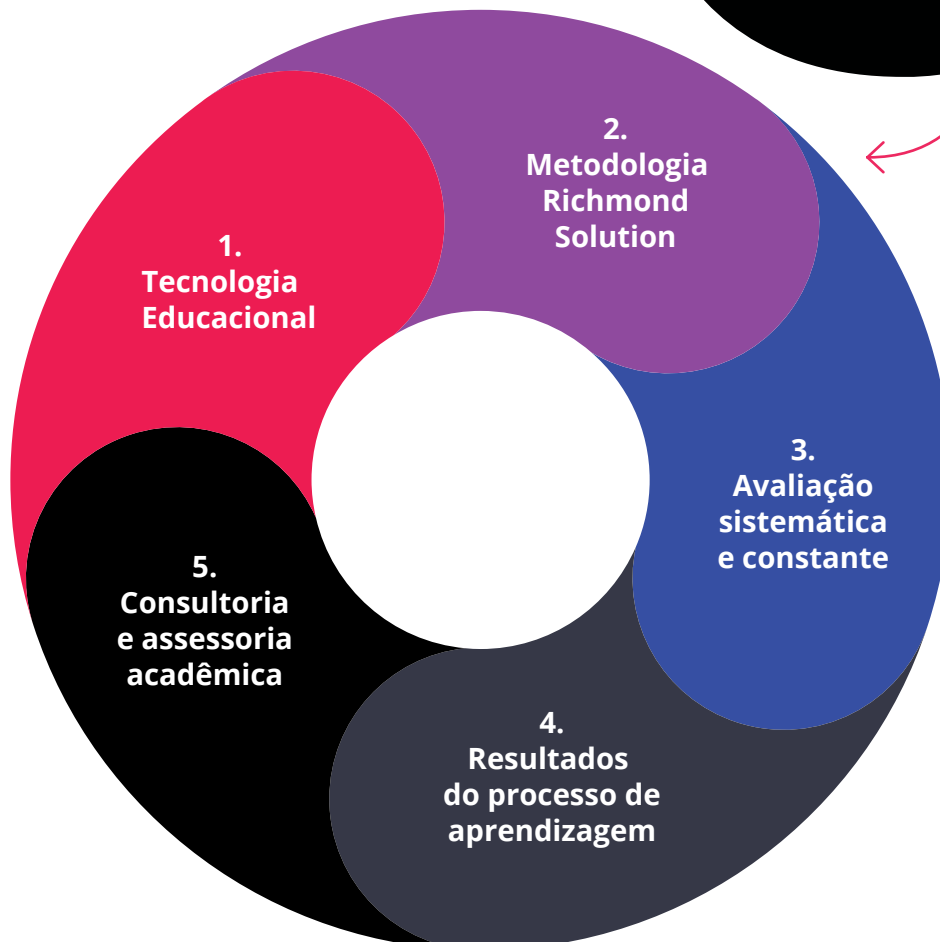 1.
Tecnologia
Educacional
2.
Metodologia
Richmond
Solution
3.
Avaliação
sistemática
e constante
4.
Resultados
do processo de
aprendizagem
5.
Consultoria
e assessoria
acadêmica